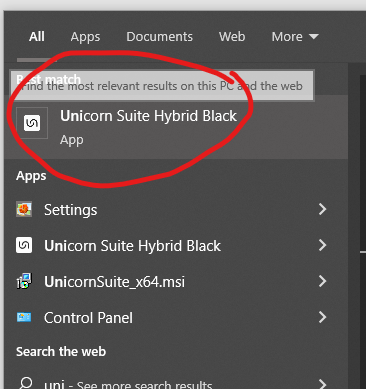 All Apps Documents Web More
Best match
Find the most relevant results on this PC and the web
Unicorn Suite Hybrid Black
App
Apps
Settings
Unicorn Suite Hybrid Black
UnicornSuite_x64.msi
Control Panel
Search the web
uni - See more search results